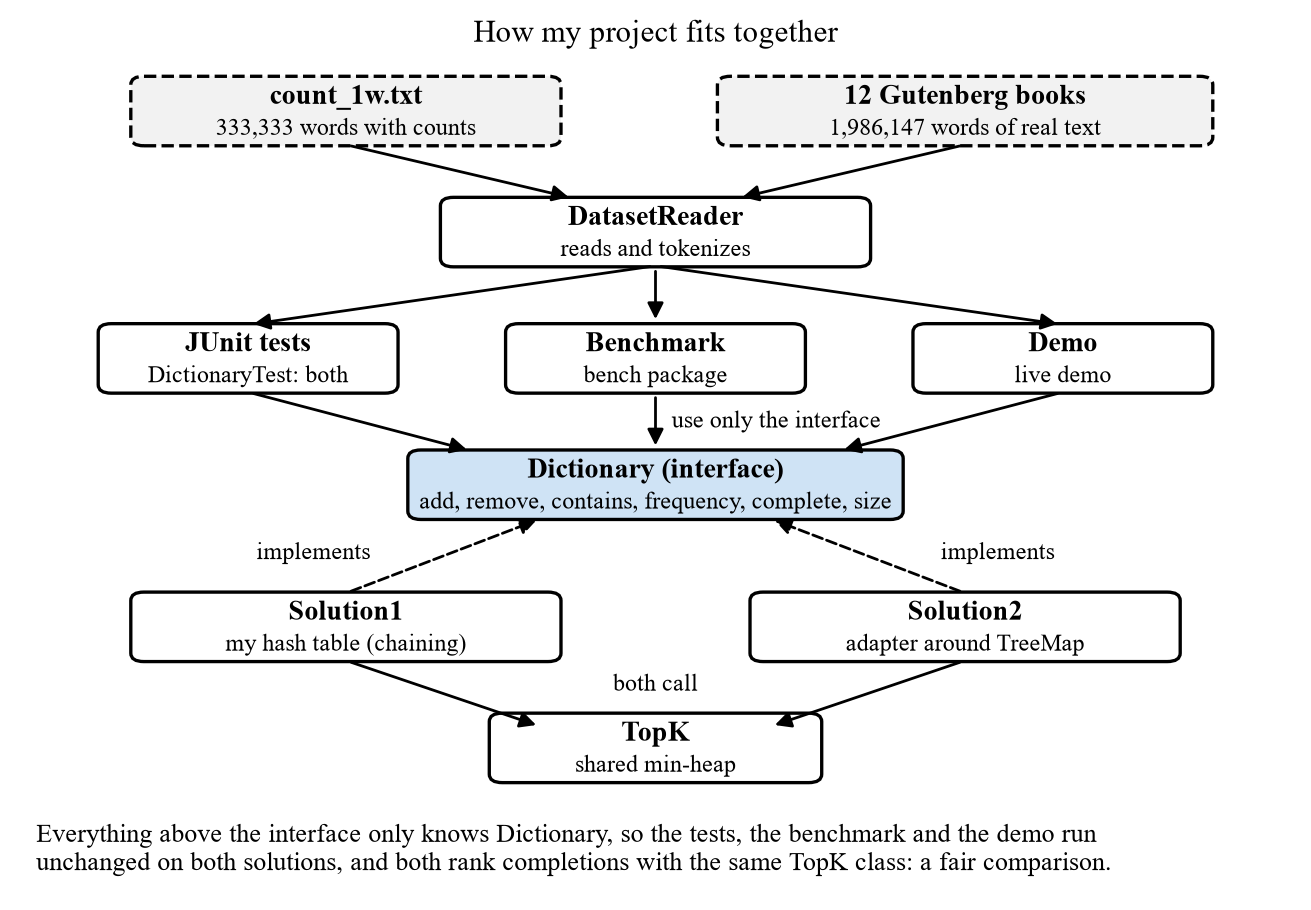 How my project fits together
count_1w.txt
333,333 words with counts
12 Gutenberg books
1,986,147 words of real text
DatasetReader
reads and tokenizes
JUnit tests
DictionaryTest: both
Benchmark
bench package
Demo
live demo
use only the interface
Dictionary (interface)
add, remove, contains, frequency, complete, size
implements
implements
Solution1
my hash table (chaining)
Solution2
adapter around TreeMap
both call
TopK
shared min-heap
Everything above the interface only knows Dictionary, so the tests, the benchmark and the demo run
unchanged on both solutions, and both rank completions with the same TopK class: a fair comparison.